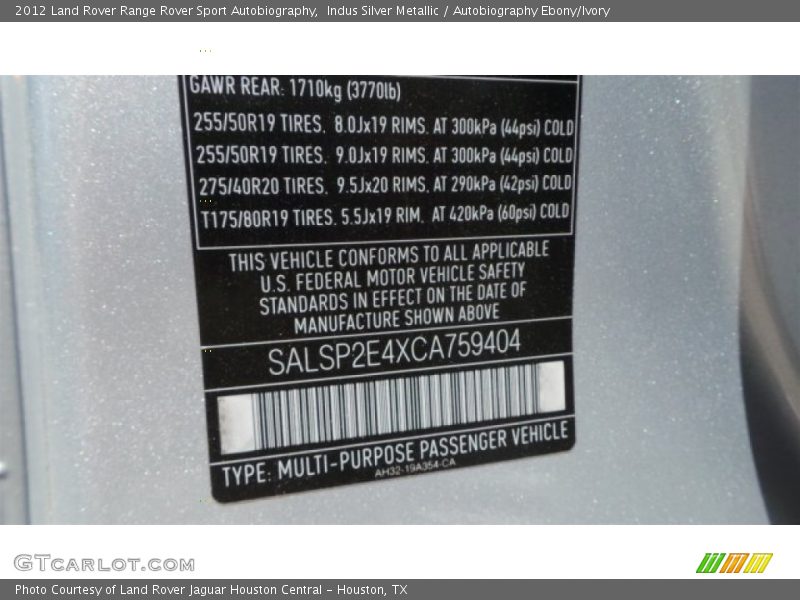 2012 Land Rover Range Rover Sport Autobiography,  Indus Silver Metallic / Autobiography Ebony/Ivory
GAWR REAR: 1710kg (3770lb)
255/50R19 TIRES, 8.0Jx19 RIMS, AT 300kPa (44psi) COLD
255/50R19 TIRES, 9.0Jx19 RIMS, AT 300kPa (44psi) COLD
275/40R20 TIRES, 9.5Jx20 RIMS, AT 290kPa (42psi) COLD
T175/80R19 TIRES, 5.5Jx19 RIM, AT 420kPa (60psi) COLD
THIS VEHICLE CONFORMS TO ALL APPLICABLE
U.S. FEDERAL MOTOR VEHICLE SAFETY
STANDARDS IN EFFECT ON THE DATE OF
MANUFACTURE SHOWN ABOVE
SALSP2E4XCA759404
TYPE: MULTI-PURPOSE PASSENGER VEHICLE
AH32-19A354-CA
GTCARLOT.COM
Photo Courtesy of Land Rover Jaguar Houston Central - Houston, TX